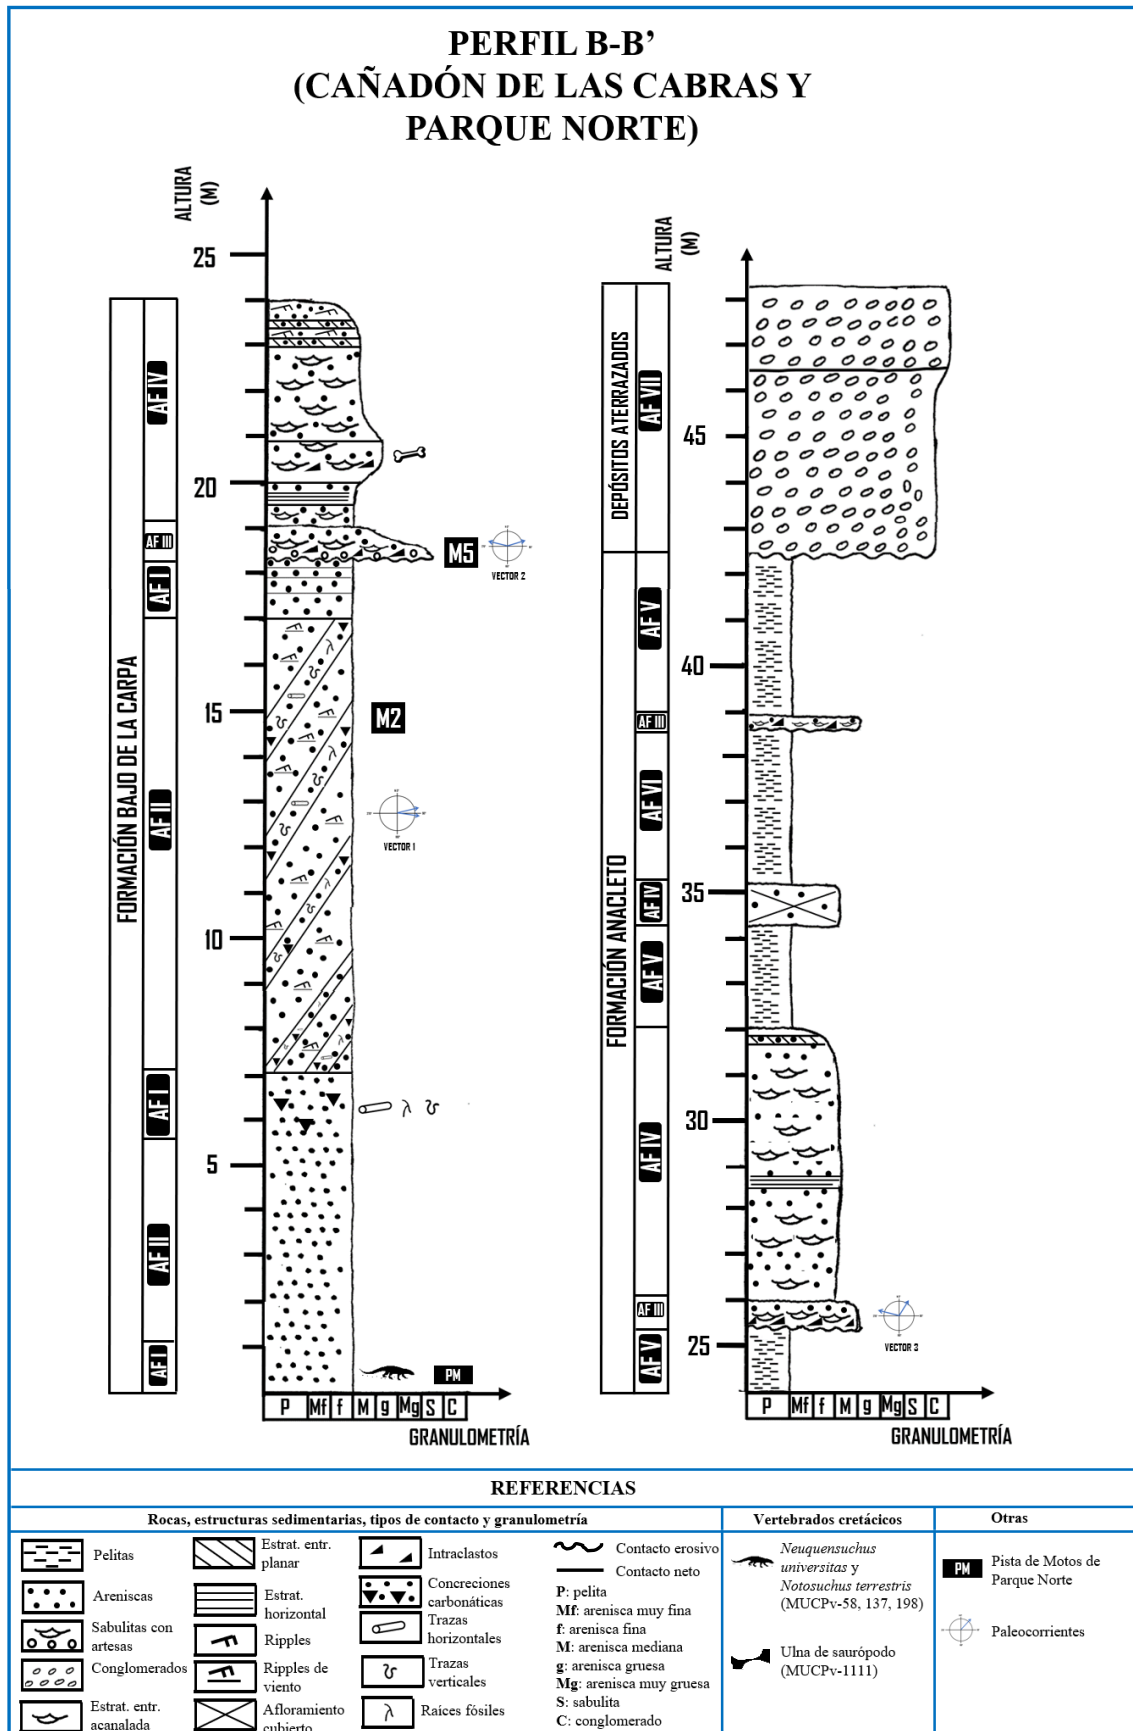 PERFIL B-B’
(CAÑADÓN DE LAS CABRAS Y
PARQUE NORTE)
ALTURA
(M)
25
20
15
10
5
FORMACIÓN BAJO DE LA CARPA
AF IV
AF III
AF I
AF II
AF I
AF II
AF I
M5
VECTOR 2
M2
VECTOR 1
PM
P Mf f M g Mg S C
GRANULOMETRÍA
ALTURA
(M)
45
40
35
30
25
DEPÓSITOS ATERRAZADOS
FORMACIÓN ANACLETO
AF VII
AF V
AF III
AF VI
AF IV
AF V
AF IV
AF III
AF V
VECTOR 3
P Mf f M g Mg S C
GRANULOMETRÍA
REFERENCIAS
Rocas, estructuras sedimentarias, tipos de contacto y granulometría
Pelitas
Areniscas
Sabulitas con
artesas
Conglomerados
Estrat. entr.
acanalada
Estrat. entr.
planar
Estrat.
horizontal
Ripples
Ripples de
viento
Afloramiento
cubierto
Intraclastos
Concreciones
carbonáticas
Trazas
horizontales
Trazas
verticales
Raíces fósiles
Contacto erosivo
Contacto neto
P: pelita
Mf: arenisca muy fina
f: arenisca fina
M: arenisca mediana
g: arenisca gruesa
Mg: arenisca muy gruesa
S: sabulita
C: conglomerado
Vertebrados cretácicos
Neuquensuchus
universitas y
Notosuchus terrestris
(MUCPv-58, 137, 198)
Ulna de saurópodo
(MUCPv-1111)
Otras
PM
Pista de Motos de
Parque Norte
Paleocorrientes